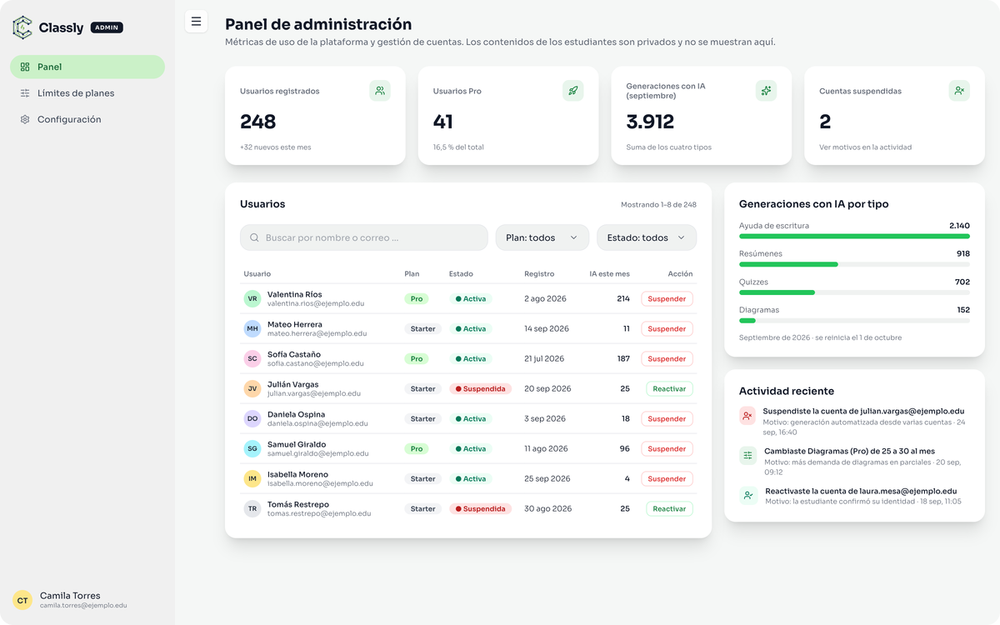 Classly ADMIN
Panel
Límites de planes
Configuración
Camila Torres
camila.torres@ejemplo.edu
CT
Panel de administración
Métricas de uso de la plataforma y gestión de cuentas. Los contenidos de los estudiantes son privados y no se muestran aquí.
Usuarios registrados
248
+32 nuevos este mes
Usuarios Pro
41
16,5 % del total
Generaciones con IA
(septiembre)
3.912
Suma de los cuatro tipos
Cuentas suspendidas
2
Ver motivos en la actividad
Usuarios
Mostrando 1–8 de 248
Buscar por nombre o correo ...
Plan: todos
Estado: todos
Usuario Plan Estado Registro IA este mes Acción
VR Valentina Ríos Pro Activa 2 ago 2026 214 Suspender
valentina.rios@ejemplo.edu
MH Mateo Herrera Starter Activa 14 sep 2026 11 Suspender
mateo.herrera@ejemplo.edu
SC Sofía Castaño Pro Activa 21 jul 2026 187 Suspender
sofia.castano@ejemplo.edu
JV Julián Vargas Starter Suspendida 20 sep 2026 25 Reactivar
julian.vargas@ejemplo.edu
DO Daniela Ospina Starter Activa 3 sep 2026 18 Suspender
daniela.ospina@ejemplo.edu
SG Samuel Giraldo Pro Activa 11 ago 2026 96 Suspender
samuel.giraldo@ejemplo.edu
IM Isabella Moreno Starter Activa 25 sep 2026 4 Suspender
isabella.moreno@ejemplo.edu
TR Tomás Restrepo Starter Suspendida 30 ago 2026 25 Reactivar
tomas.restrepo@ejemplo.edu
Generaciones con IA por tipo
Ayuda de escritura 2.140
Resúmenes 918
Quizzes 702
Diagramas 152
Septiembre de 2026 · se reinicia el 1 de octubre
Actividad reciente
Suspendiste la cuenta de julian.vargas@ejemplo.edu
Motivo: generación automatizada desde varias cuentas · 24
sep, 16:40
Cambiaste Diagramas (Pro) de 25 a 30 al mes
Motivo: más demanda de diagramas en parciales · 20 sep,
09:12
Reactivaste la cuenta de laura.mesa@ejemplo.edu
Motivo: la estudiante confirmó su identidad · 18 sep, 11:05